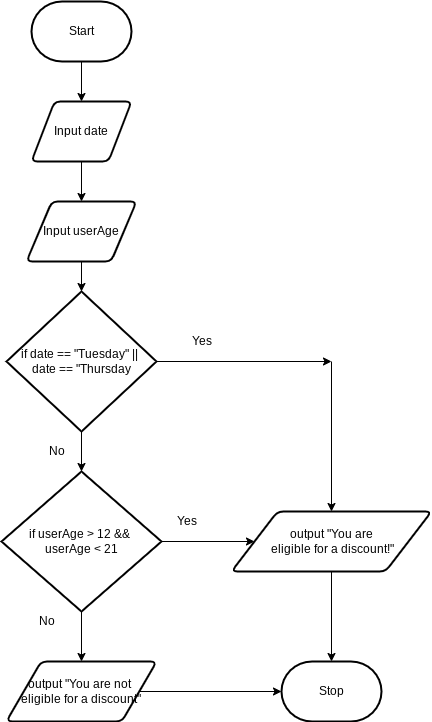 Start
Input date
Input userAge
if date == "Tuesday" ||
date == "Thursday
Yes
No
if userAge > 12 &&
userAge < 21
Yes
output "You are
eligible for a discount!"
No
output "You are not
eligible for a discount"
Stop